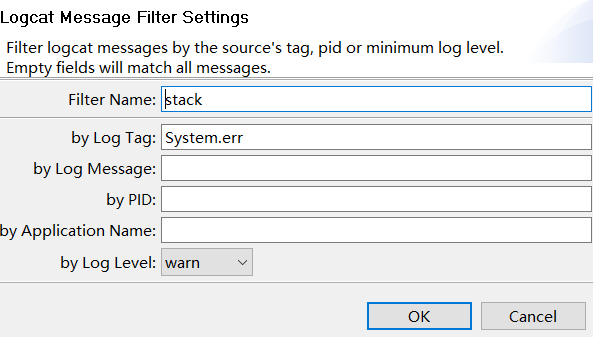 Logcat Message Filter Settings
Filter logcat messages by the source's tag, pid or minimum log level.
Empty fields will match all messages.
Filter Name: stack
by Log Tag: System.err
by Log Message:
by PID:
by Application Name:
by Log Level: warn
OK Cancel